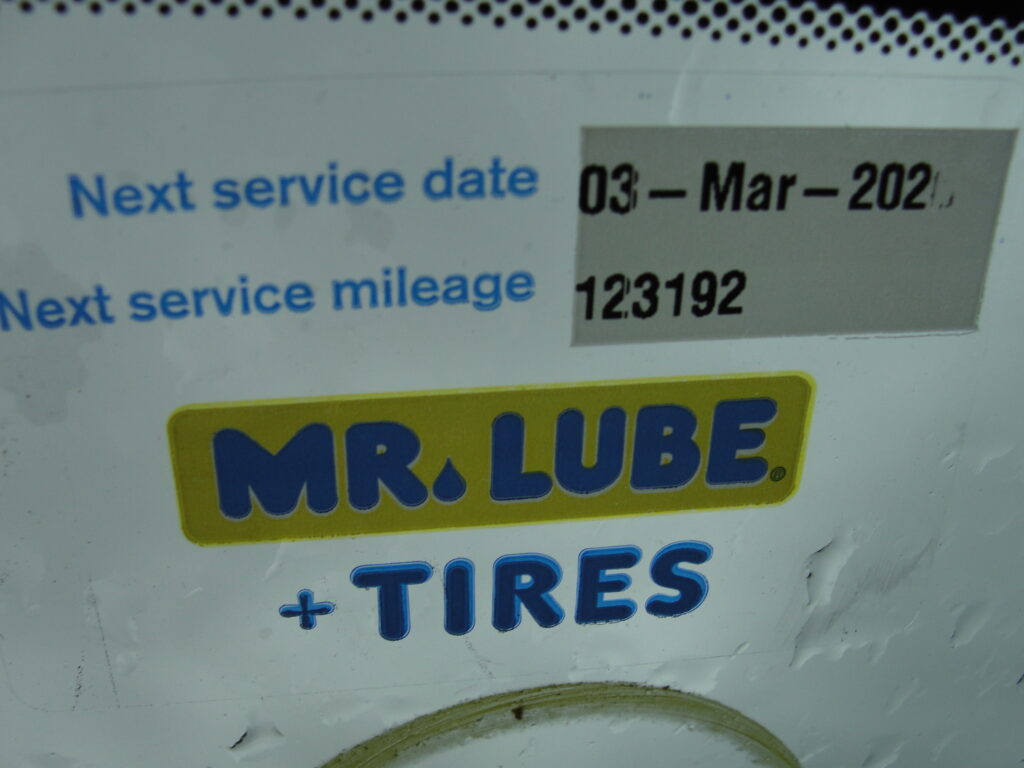 Next service date 03 – Mar – 202
Next service mileage 123192
MR. LUBE®
+ TIRES